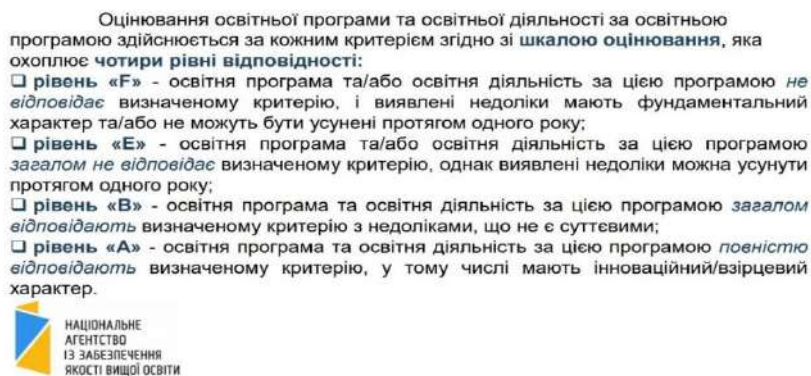 Оцінювання освітньої програми та освітньої діяльності за освітньою
програмою здійснюється за кожним критерієм згідно зі шкалою оцінювання, яка
охоплює чотири рівні відповідності:
❑ рівень «F» - освітня програма та/або освітня діяльність за цією програмою не
відповідає визначеному критерію, і виявлені недоліки мають фундаментальний
характер та/або не можуть бути усунені протягом одного року;
❑ рівень «E» - освітня програма та/або освітня діяльність за цією програмою
загалом не відповідає визначеному критерію, однак виявлені недоліки можна усунути
протягом одного року;
❑ рівень «B» - освітня програма та освітня діяльність за цією програмою загалом
відповідають визначеному критерію з недоліками, що не є суттєвими;
❑ рівень «A» - освітня програма та освітня діяльність за цією програмою повністю
відповідають визначеному критерію, у тому числі мають інноваційний/взірцевий
характер.
НАЦІОНАЛЬНЕ
АГЕНТСТВО
ІЗ ЗАБЕЗПЕЧЕННЯ
ЯКОСТІ ВИЩОЇ ОСВІТИ